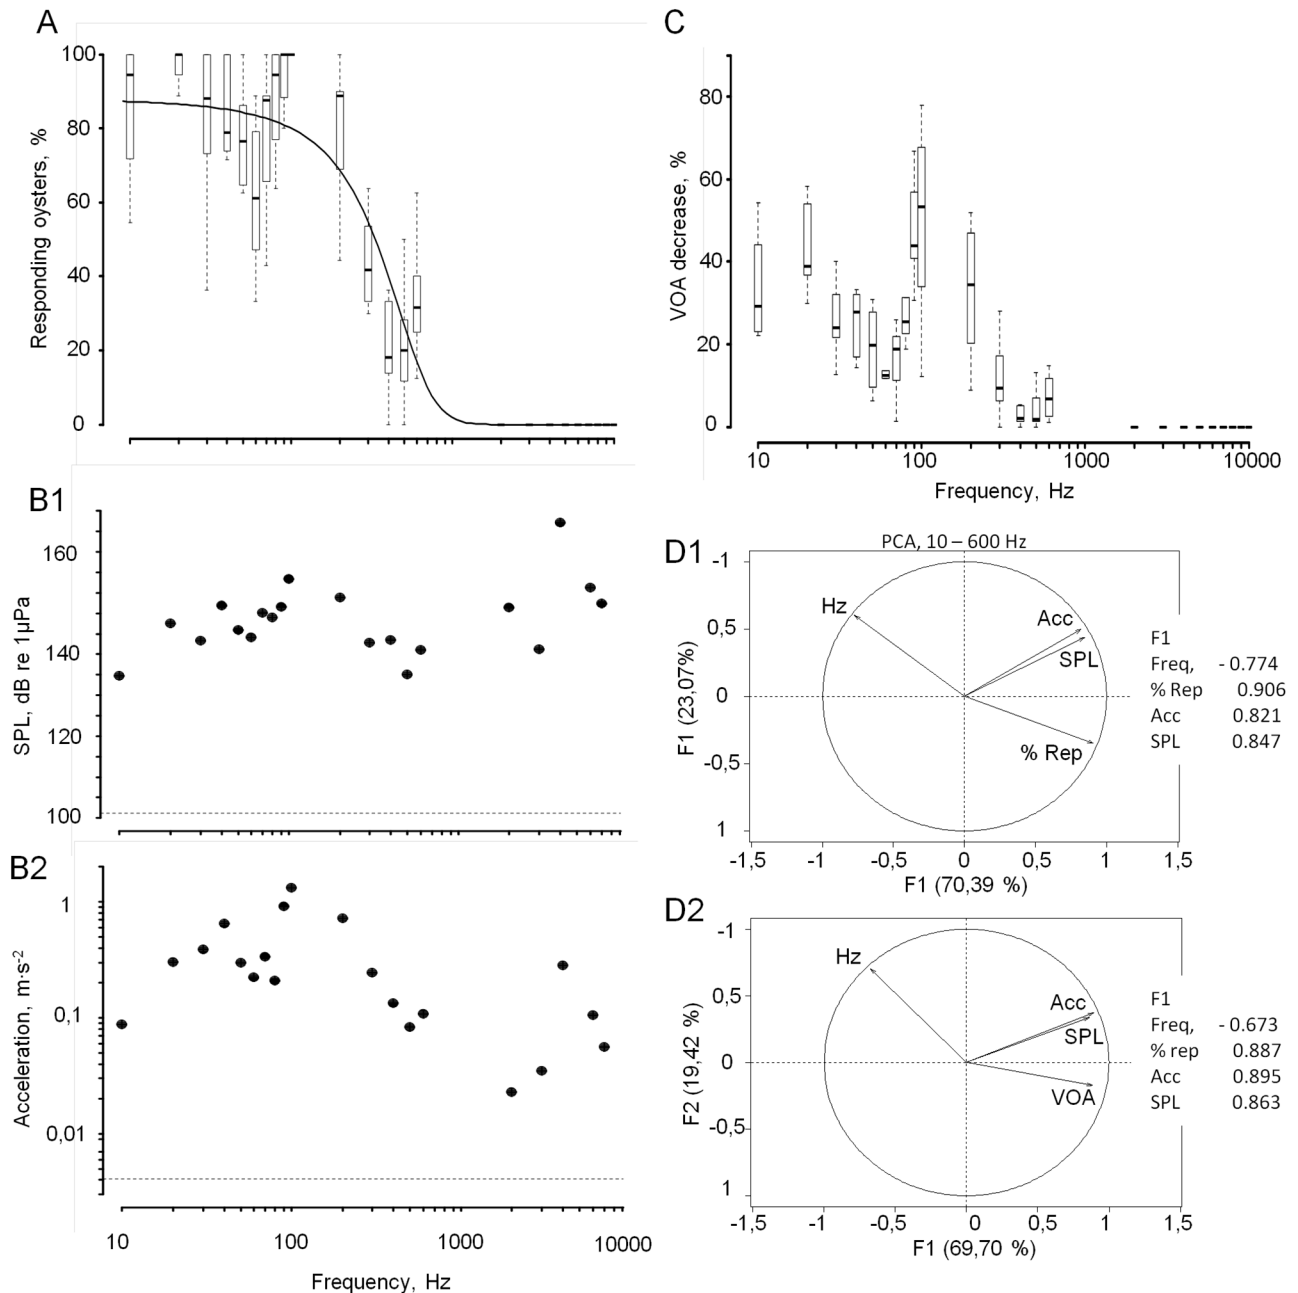 A
Responding oysters, %
100
80
60
40
20
0
B1
SPL, dB re 1µPa
160
140
120
100
B2
Acceleration, m·s-2
1
0,1
0,01
10 100 1000 10000
Frequency, Hz
C
VOA decrease, %
80
60
40
20
0
10 100 1000 10000
Frequency, Hz
D1
PCA, 10 – 600 Hz
F1 (23,07%)
-1
0,5
0
-0,5
1
Hz
Acc
SPL
% Rep
-1,5 -1 -0,5 0 0,5 1 1,5
F1 (70,39 %)
F1
Freq, - 0.774
% Rep 0.906
Acc 0.821
SPL 0.847
D2
F2 (19,42 %)
-1
0,5
0
-0,5
1
Hz
Acc
SPL
VOA
-1,5 -1 -0,5 0 0,5 1 1,5
F1 (69,70 %)
F1
Freq, - 0.673
% rep 0.887
Acc 0.895
SPL 0.863